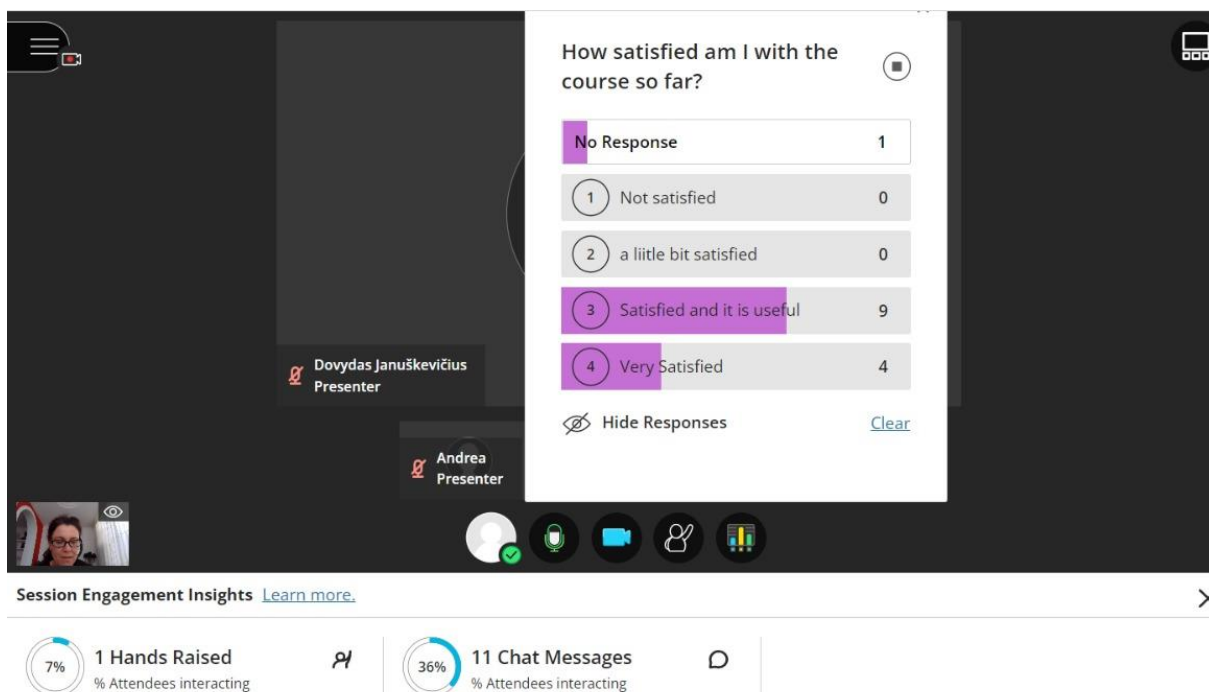 How satisfied am I with the
course so far?
No Response 1
1 Not satisfied 0
2 a liitle bit satisfied 0
3 Satisfied and it is useful 9
4 Very Satisfied 4
Hide Responses Clear
Dovydas Januškevičius
Presenter
Andrea
Presenter
Session Engagement Insights Learn more.
7% 1 Hands Raised
% Attendees interacting
36% 11 Chat Messages
% Attendees interacting